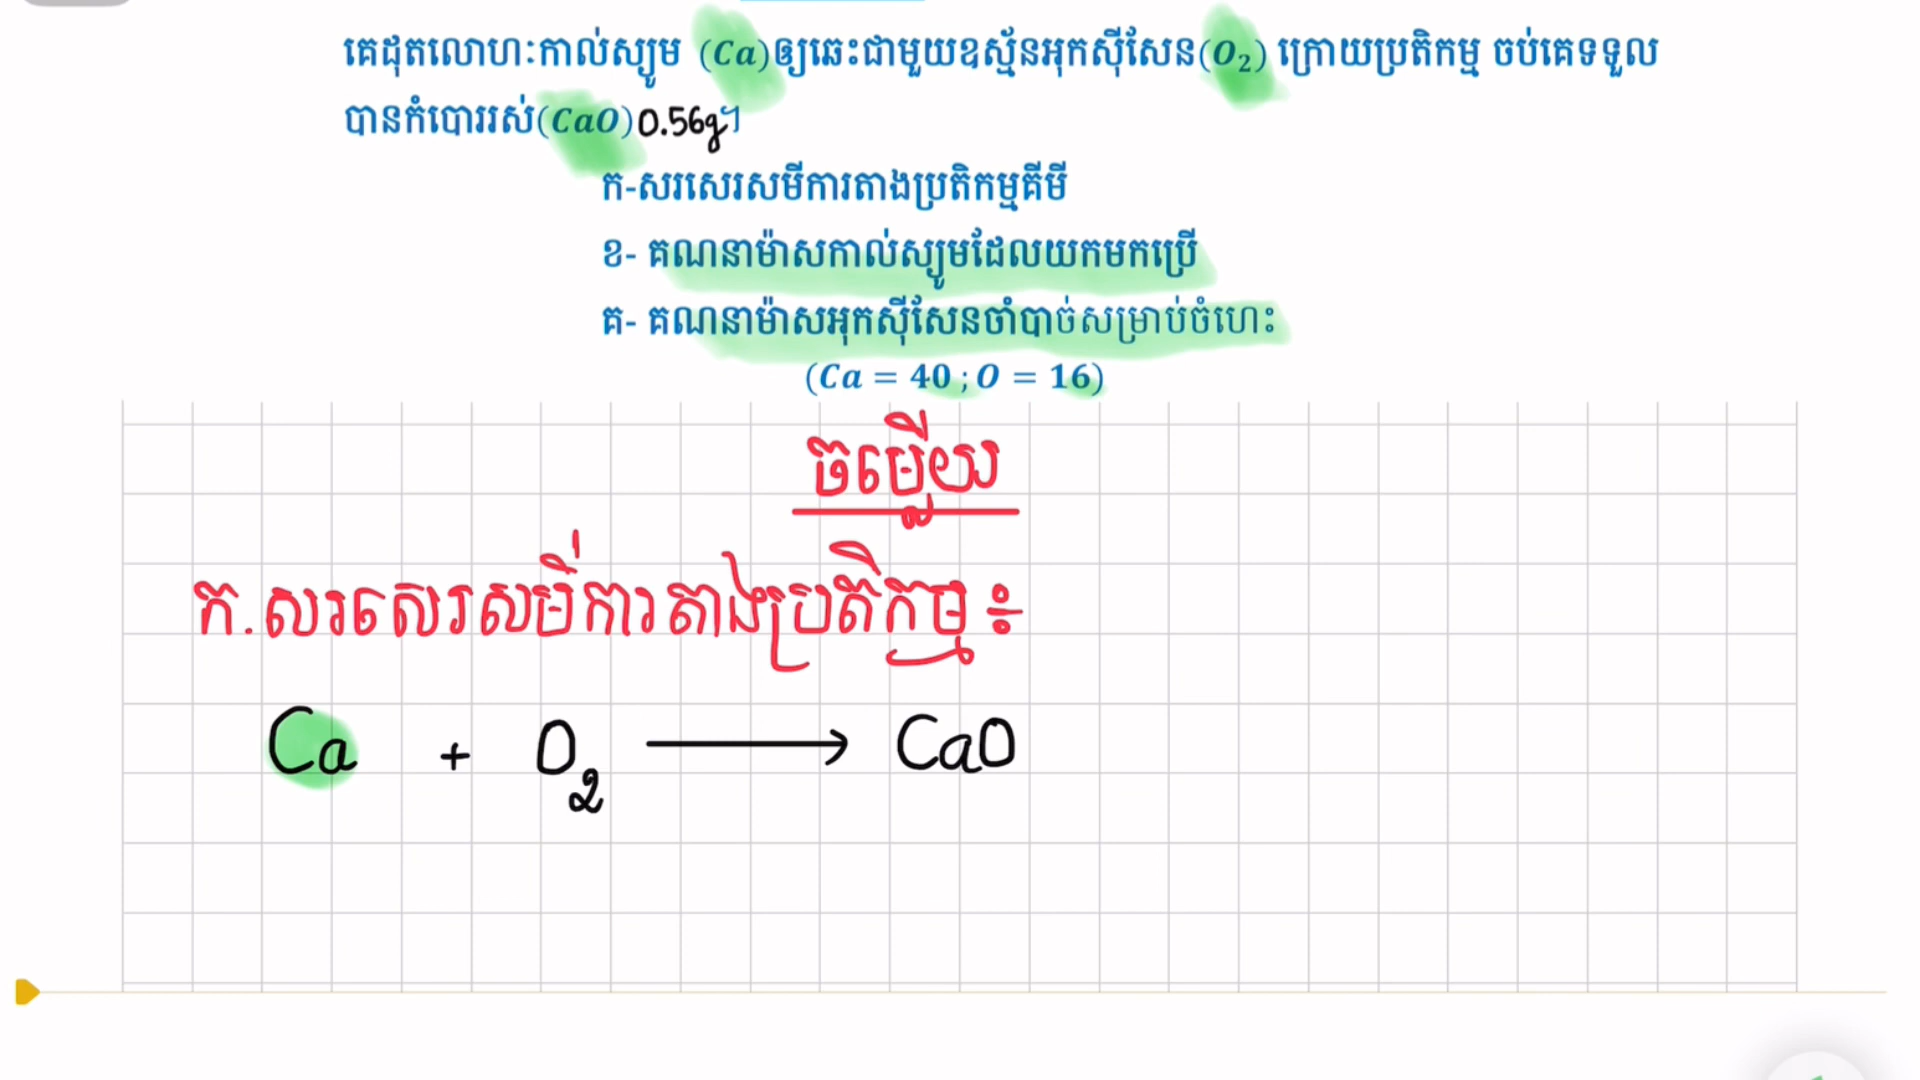 គេដុតលោហៈកាល់ស្យូម (Ca)ឲ្យឆេះជាមួយឧស្ម័នអុកស៊ីសែន(O₂) ក្រោយប្រតិកម្ម ចប់គេទទួល
បានកំបោររស់(CaO)0.56g។
ក-សរសេរសមីការតាងប្រតិកម្មគីមី
ខ- គណនាម៉ាសកាល់ស្យូមដែលយកមកប្រើ
គ- គណនាម៉ាសអុកស៊ីសែនចាំបាច់សម្រាប់ចំហេះ
(Ca = 40 ; O = 16)
ចម្លើយ
ក.សរសេរសមីការតាងប្រតិកម្ម៖
Ca + O₂ ⟶ CaO